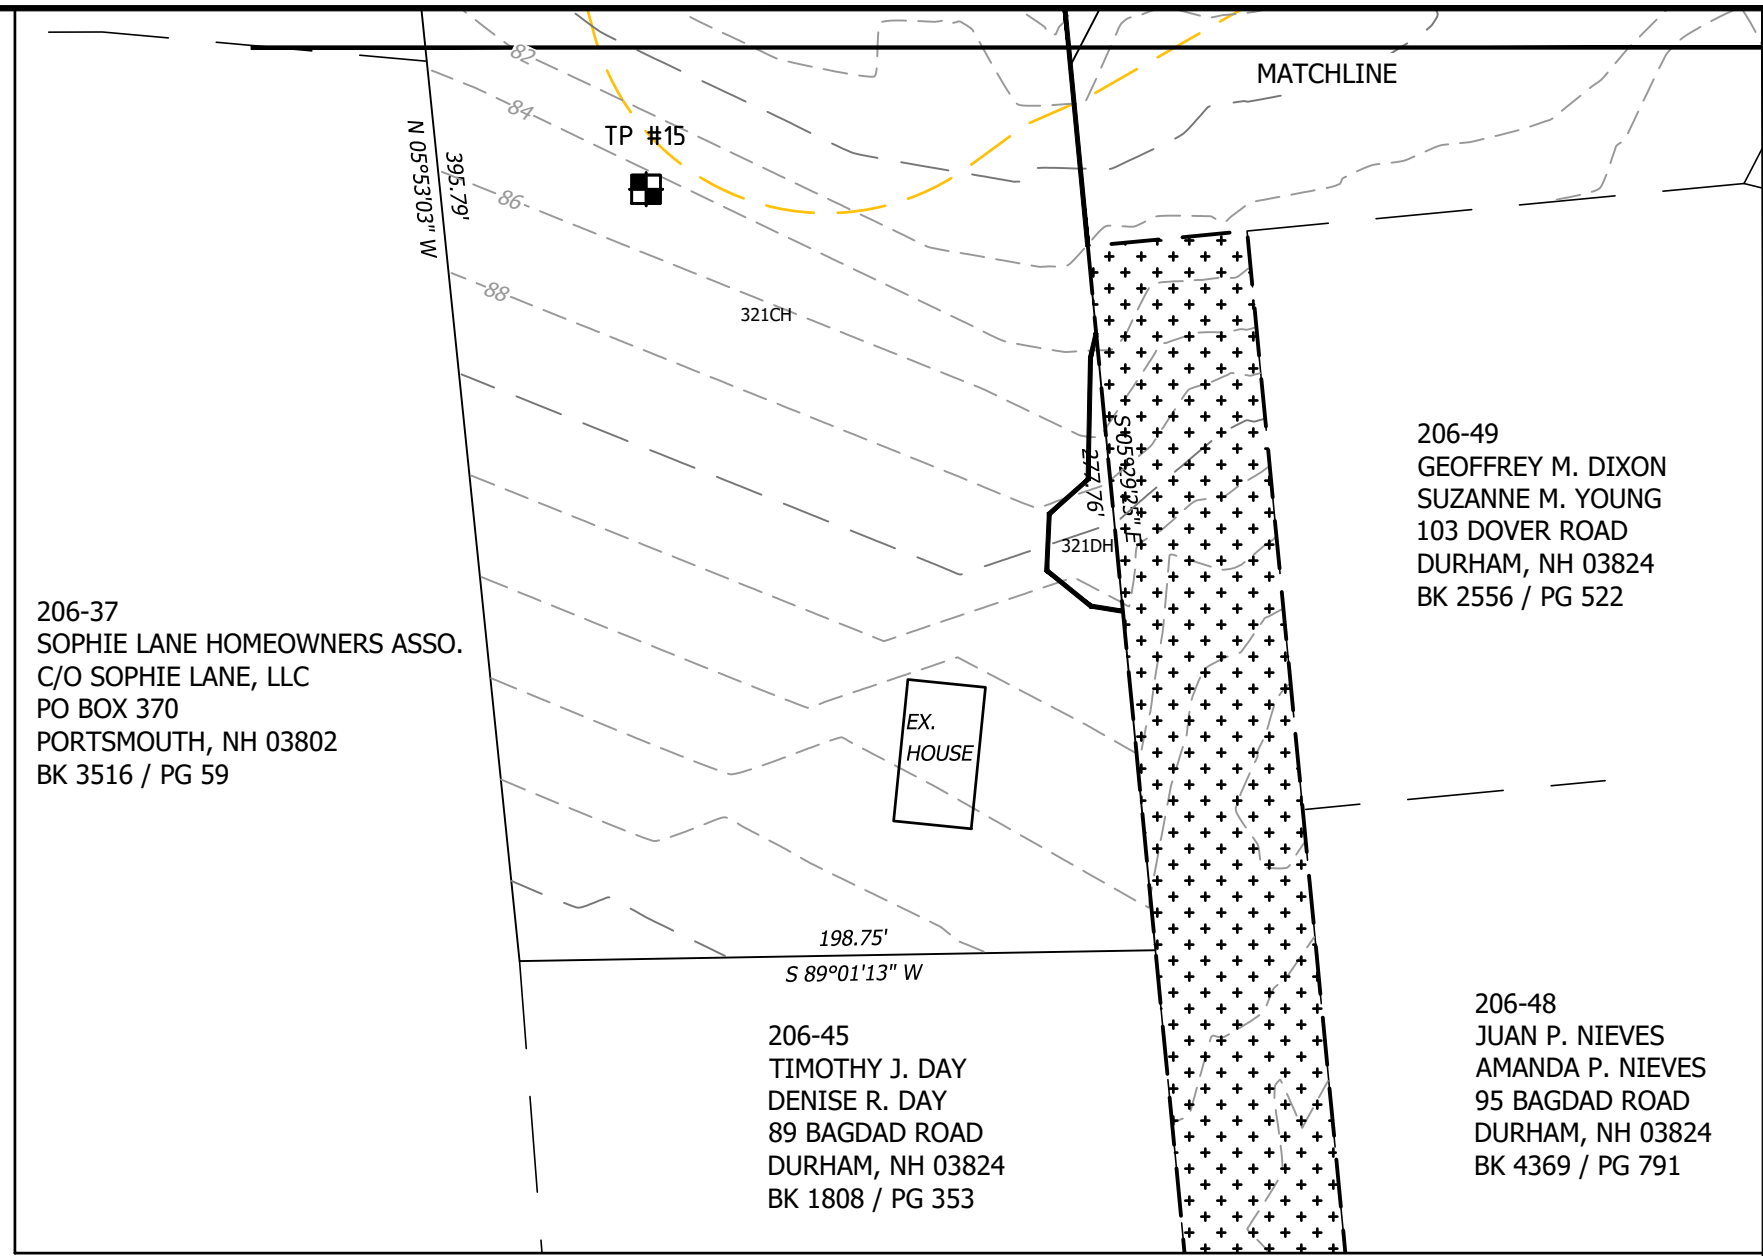 MATCHLINE
82
84
TP #15
86
88
N 05°53'03" W
395.79'
321CH
S 05°29'25" E
277.76'
321DH
206-49
GEOFFREY M. DIXON
SUZANNE M. YOUNG
103 DOVER ROAD
DURHAM, NH 03824
BK 2556 / PG 522
206-37
SOPHIE LANE HOMEOWNERS ASSO.
C/O SOPHIE LANE, LLC
PO BOX 370
PORTSMOUTH, NH 03802
BK 3516 / PG 59
EX.
HOUSE
198.75'
S 89°01'13" W
206-45
TIMOTHY J. DAY
DENISE R. DAY
89 BAGDAD ROAD
DURHAM, NH 03824
BK 1808 / PG 353
206-48
JUAN P. NIEVES
AMANDA P. NIEVES
95 BAGDAD ROAD
DURHAM, NH 03824
BK 4369 / PG 791